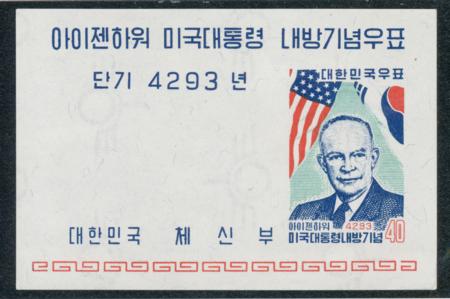 아이젠하워 미국대통령 내방기념우표
단기 4293 년
대한민국우표
아이젠하워 4293
미국대통령내방기념 40
대한민국 체신부